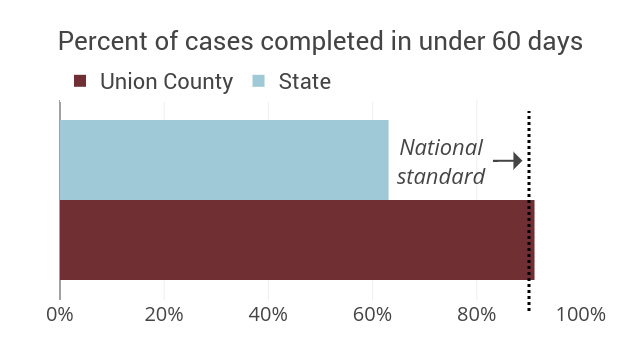 Percent of cases completed in under 60 days
Union County State
National
standard
0% 20% 40% 60% 80% 100%